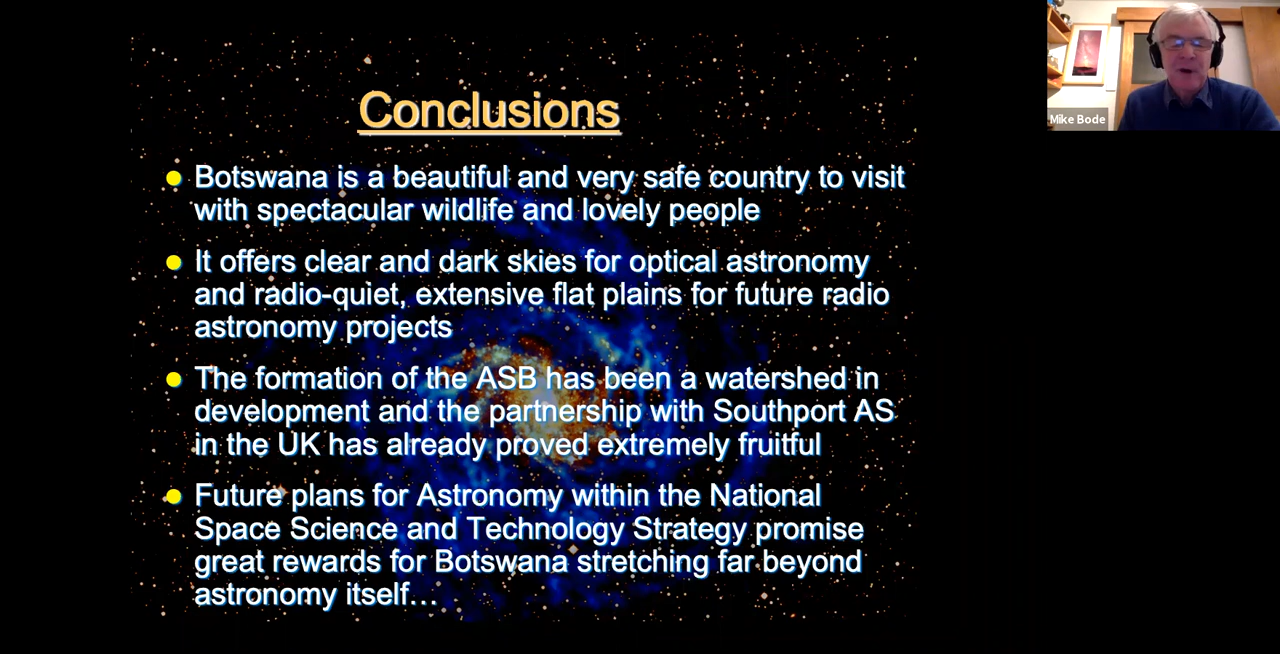 Conclusions
Botswana is a beautiful and very safe country to visit
with spectacular wildlife and lovely people
It offers clear and dark skies for optical astronomy
and radio-quiet, extensive flat plains for future radio
astronomy projects
The formation of the ASB has been a watershed in
development and the partnership with Southport AS
in the UK has already proved extremely fruitful
Future plans for Astronomy within the National
Space Science and Technology Strategy promise
great rewards for Botswana stretching far beyond
astronomy itself…
Mike Bode